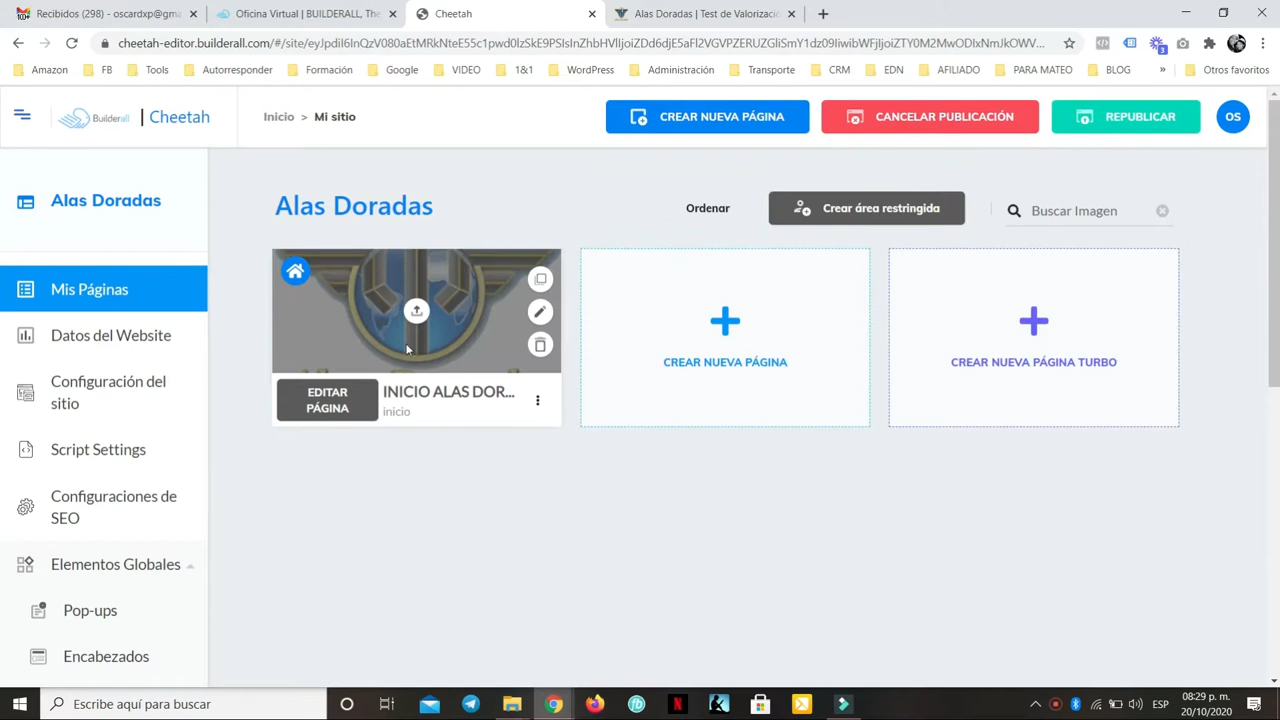 Recibidos (298) - oscardxp@gma
Oficina Virtual | BUILDERALL, The
Cheetah
Alas Doradas | Test de Valorizació
cheetah-editor.builderall.com/#/site/
Amazon
FB
Tools
Autorresponder
Formación
Google
VIDEO
1&1
WordPress
Administración
Transporte
CRM
EDN
AFILIADO
PARA MATEO
BLOG
»
Otros favoritos
Builderall | Cheetah
Inicio > Mi sitio
CREAR NUEVA PÁGINA
CANCELAR PUBLICACIÓN
REPUBLICAR
OS
Alas Doradas
Mis Páginas
Datos del Website
Configuración del
sitio
Script Settings
Configuraciones de
SEO
Elementos Globales
Pop-ups
Encabezados
Alas Doradas
Ordenar
Crear área restringida
Buscar Imagen
EDITAR
PÁGINA
INICIO ALAS DOR...
inicio
CREAR NUEVA PÁGINA
CREAR NUEVA PÁGINA TURBO
Escribe aquí para buscar
ESP
08:29 p. m.
20/10/2020